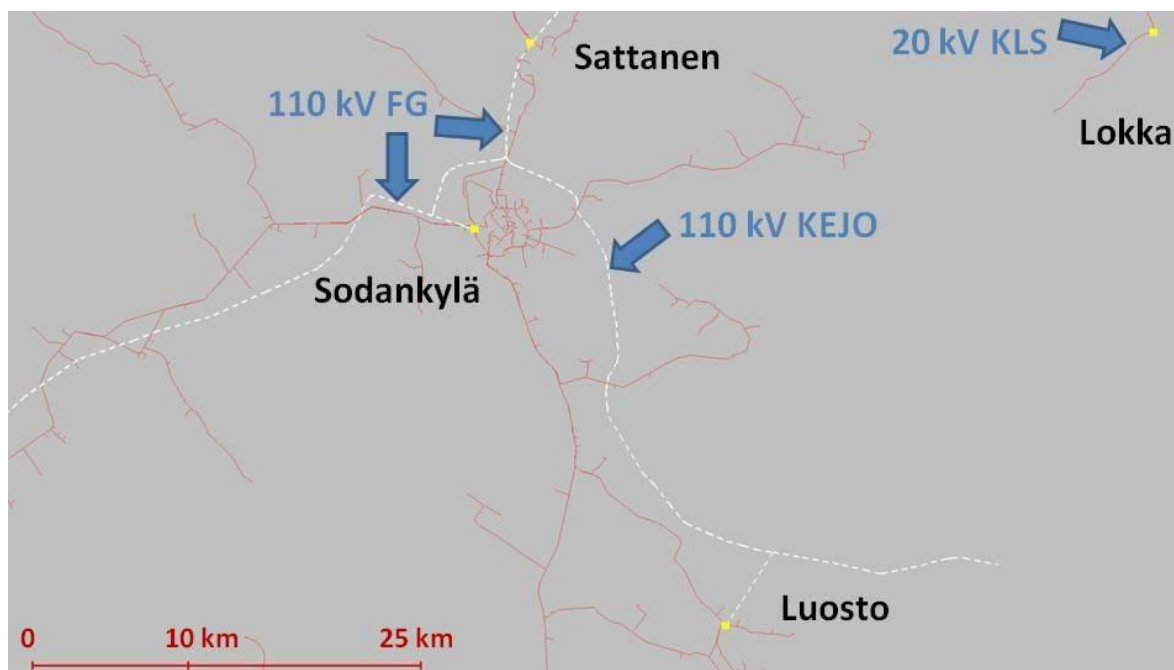 20 kV KLS
Sattanen
110 kV FG
Lokka
110 kV KEJO
Sodankylä
Luosto
0 10 km 25 km